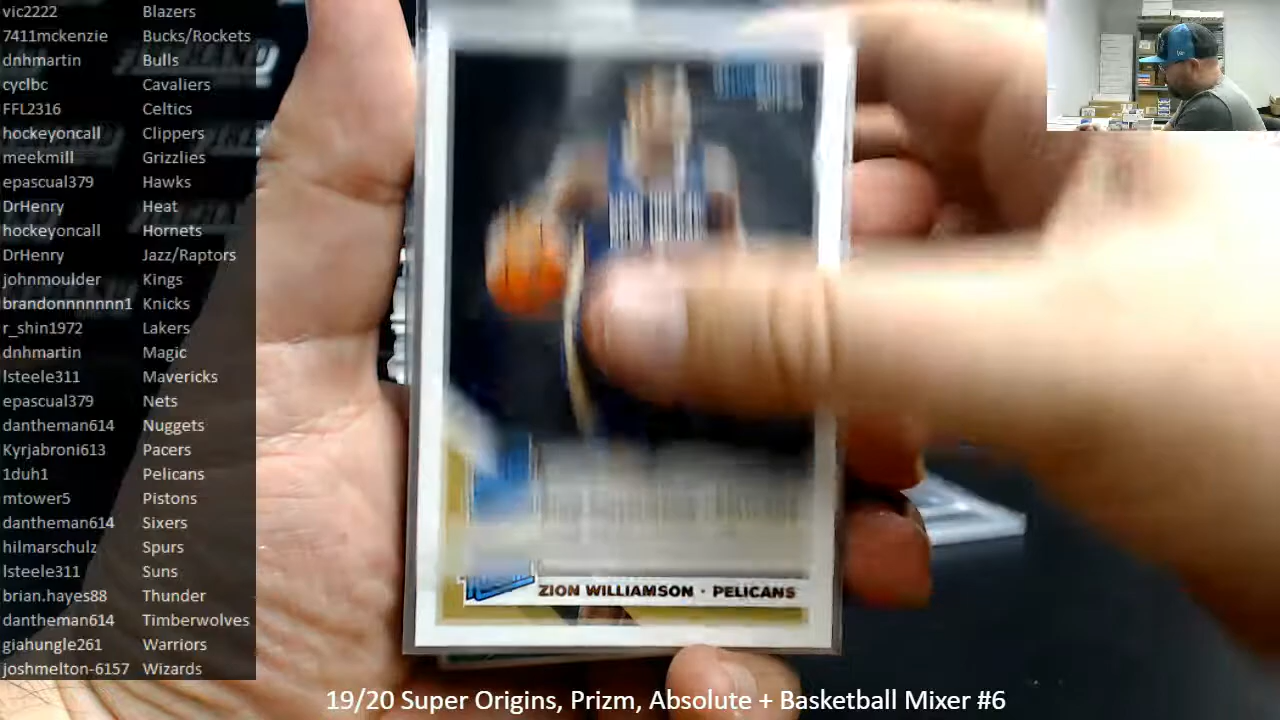 vic2222 Blazers
7411mckenzie Bucks/Rockets
dnhmartin Bulls
cyclbc Cavaliers
FFL2316 Celtics
hockeyoncall Clippers
meekmill Grizzlies
epascual379 Hawks
DrHenry Heat
hockeyoncall Hornets
DrHenry Jazz/Raptors
johnmoulder Kings
brandonnnnnnn1 Knicks
r_shin1972 Lakers
dnhmartin Magic
lsteele311 Mavericks
epascual379 Nets
dantheman614 Nuggets
Kyrjabroni613 Pacers
1duh1 Pelicans
mtower5 Pistons
dantheman614 Sixers
hilmarschulz Spurs
lsteele311 Suns
brian.hayes88 Thunder
dantheman614 Timberwolves
giahungle261 Warriors
joshmelton-6157 Wizards
ZION WILLIAMSON · PELICANS
19/20 Super Origins, Prizm, Absolute + Basketball Mixer #6